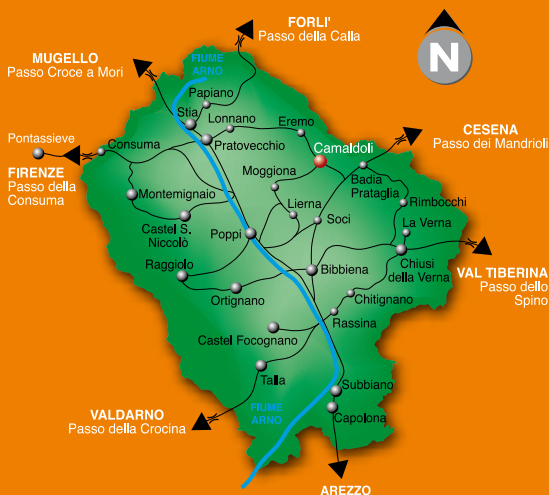 FORLI'
Passo della Calla
N
MUGELLO
Passo Croce a Mori
FIUME
ARNO
Papiano
Stia
Lonnano
Eremo
CESENA
Passo dei Mandrioli
Pontassieve
Consuma
Pratovecchio
Camaldoli
FIRENZE
Passo della
Consuma
Moggiona
Badia
Prataglia
Montemignaio
Lierna
Rimbocchi
Castel S.
Niccolò
Soci
La Verna
Poppi
Raggiolo
Bibbiena
Chiusi
della Verna
VAL TIBERINA
Passo dello
Spino
Ortignano
Chitignano
Rassina
Castel Focognano
Talla
Subbiano
VALDARNO
Passo della Crocina
FIUME
ARNO
Capolona
AREZZO